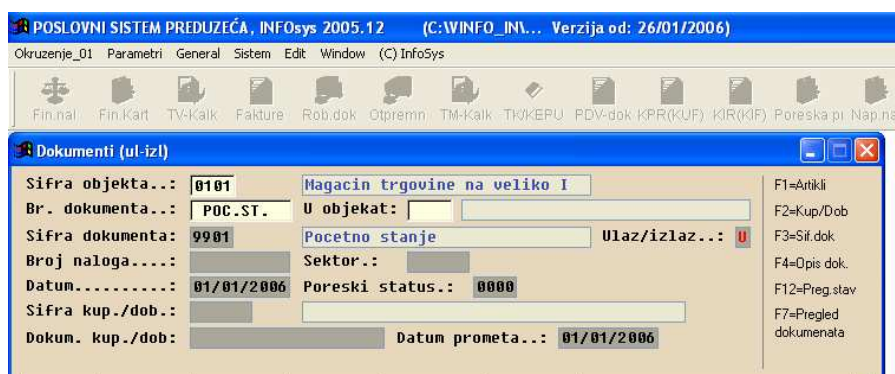 POSLOVNI SISTEM PREDUZEĆA, INFOsys 2005.12 (C:\WINFO_IN\... Verzija od: 26/01/2006)
Okruzenje_01 Parametri General Sistem Edit Window (C) InfoSys
Fin.nal Fin.Kart TV-Kalk Fakture Rob.dok Otpremn TM-Kalk TK/KEPU PDV-dok KPR(KUF) KIR(KIF) Poreska pi Nap.na
Dokumenti (ul-izl)
Sifra objekta..: 0101 Magacin trgovine na veliko I F1=Artikli
Br. dokumenta..: POC.ST. U objekat: F2=Kup/Dob
Sifra dokumenta: 9901 Pocetno stanje Ulaz/izlaz..: U F3=Sif.dok
Broj naloga....: Sektor.: F4=Opis dok.
Datum..........: 01/01/2006 Poreski status.: 0000 F12=Preg.stav
Sifra kup./dob.: F7=Pregled
dokumenata
Dokum. kup./dob: Datum prometa..: 01/01/2006